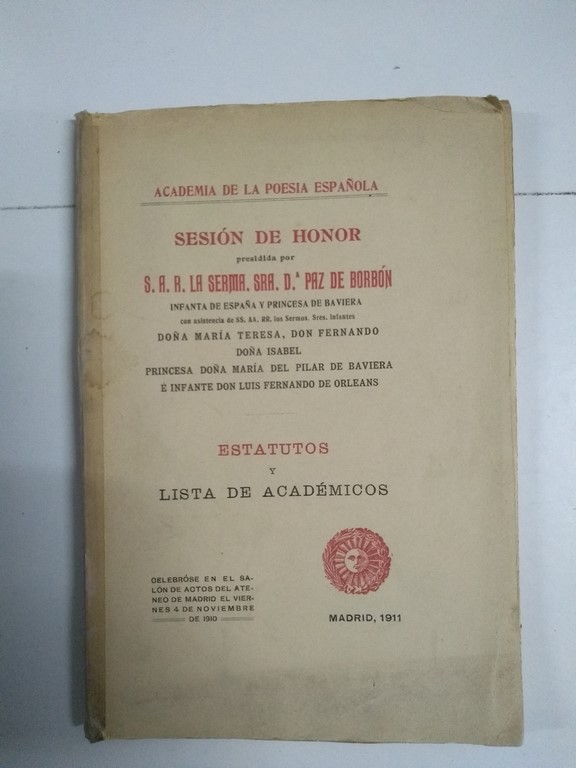 ACADEMIA DE LA POESIA ESPAÑOLA
SESIÓN DE HONOR
presidida por
S. A. R. LA SERMA. SRA. D.ª PAZ DE BORBÓN
INFANTA DE ESPAÑA Y PRINCESA DE BAVIERA
con asistencia de SS. AA. RR. los Sermos. Sres. Infantes
DOÑA MARÍA TERESA, DON FERNANDO
DOÑA ISABEL
PRINCESA DOÑA MARÍA DEL PILAR DE BAVIERA
É INFANTE DON LUIS FERNANDO DE ORLEANS
ESTATUTOS
Y
LISTA DE ACADÉMICOS
CELEBRÓSE EN EL SA-
LÓN DE ACTOS DEL ATE-
NEO DE MADRID EL VIER-
NES 4 DE NOVIEMBRE
DE 1910
MADRID, 1911